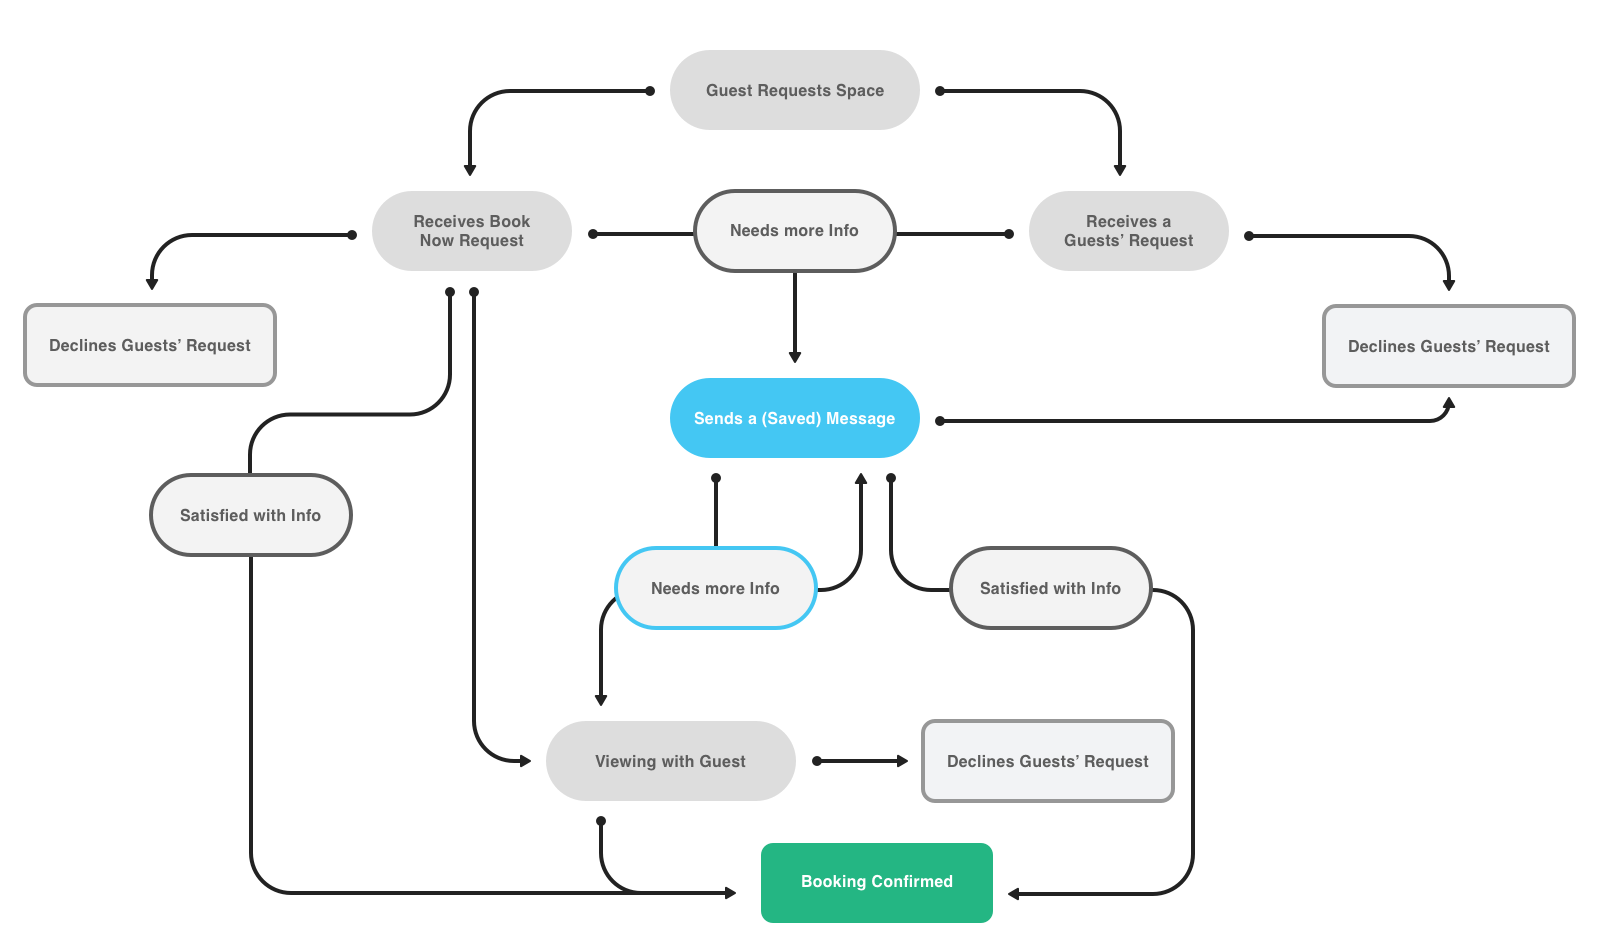 Guest Requests Space
Receives Book
Now Request
Needs more Info
Receives a
Guests’ Request
Declines Guests’ Request
Declines Guests’ Request
Sends a (Saved) Message
Satisfied with Info
Needs more Info
Satisfied with Info
Viewing with Guest
Declines Guests’ Request
Booking Confirmed